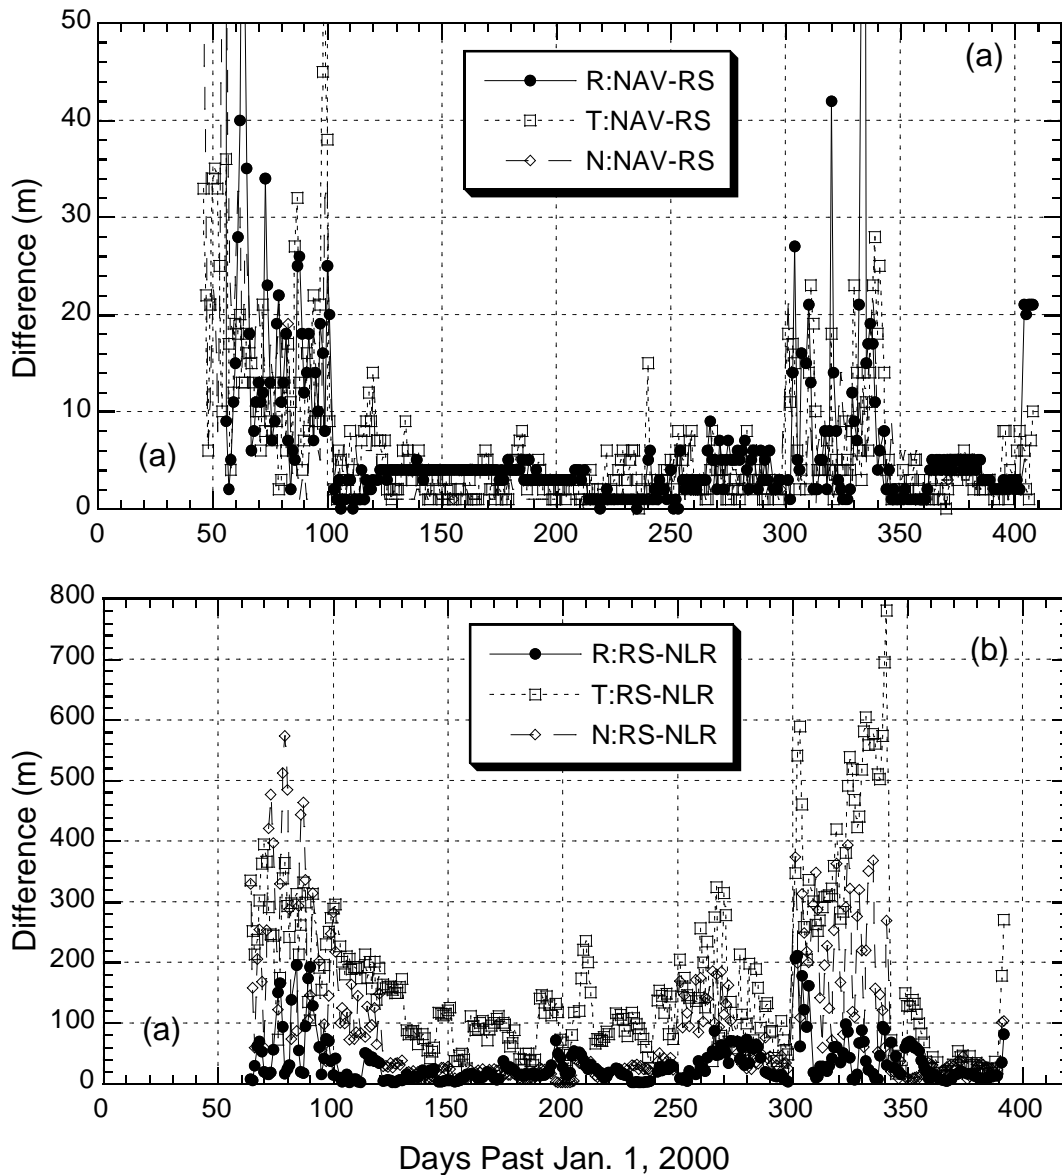 50
40
30
20
10
0
Difference (m)
R:NAV-RS
T:NAV-RS
N:NAV-RS
(a)
(a)
0 50 100 150 200 250 300 350 400
800
700
600
500
400
300
200
100
0
Difference (m)
R:RS-NLR
T:RS-NLR
N:RS-NLR
(b)
(a)
0 50 100 150 200 250 300 350 400
Days Past Jan. 1, 2000